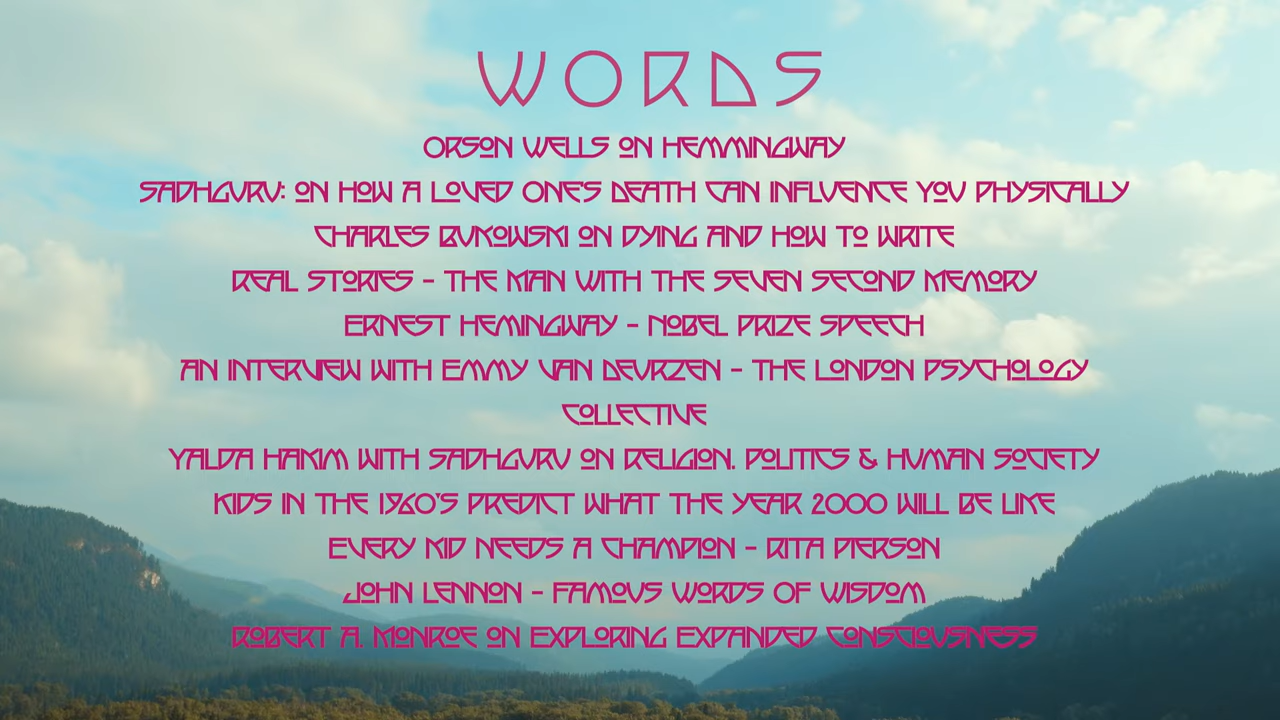 WORDS
ORSON WELLS ON HEMMINGWAY
SADHGURU: ON HOW A LOVED ONE'S DEATH CAN INFLUENCE YOU PHYSICALLY
CHARLES BUKOWSKI ON DYING AND HOW TO WRITE
REAL STORIES - THE MAN WITH THE SEVEN SECOND MEMORY
ERNEST HEMINGWAY - NOBEL PRIZE SPEECH
AN INTERVIEW WITH EMMY VAN DEURZEN - THE LONDON PSYCHOLOGY
COLLECTIVE
YALDA HAKIM WITH SADHGURU ON RELIGION. POLITICS & HUMAN SOCIETY
KIDS IN THE 1960'S PREDICT WHAT THE YEAR 2000 WILL BE LIKE
EVERY KID NEEDS A CHAMPION - RITA PIERSON
JOHN LENNON - FAMOUS WORDS OF WISDOM
ROBERT A. MONROE ON EXPLORING EXPANDED CONSCIOUSNESS